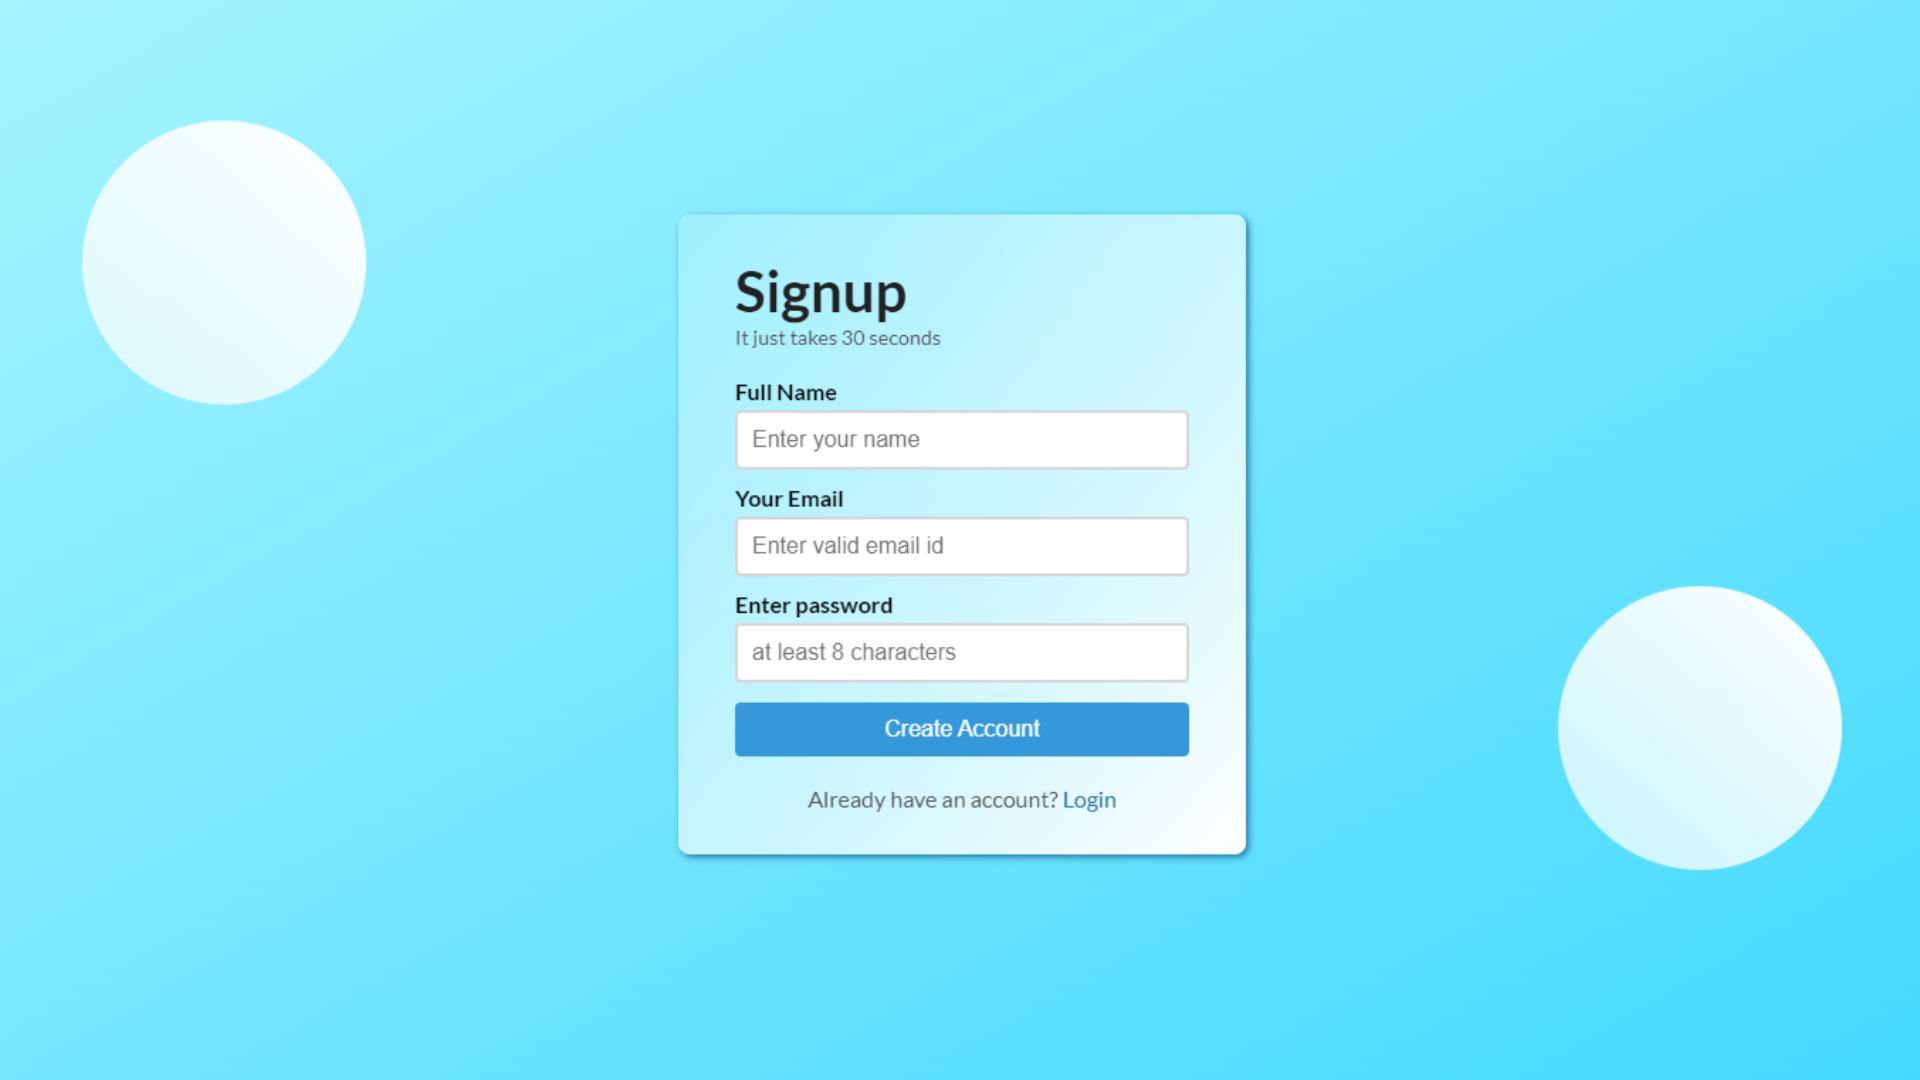 Signup
It just takes 30 seconds
Full Name
Enter your name
Your Email
Enter valid email id
Enter password
at least 8 characters
Create Account
Already have an account? Login